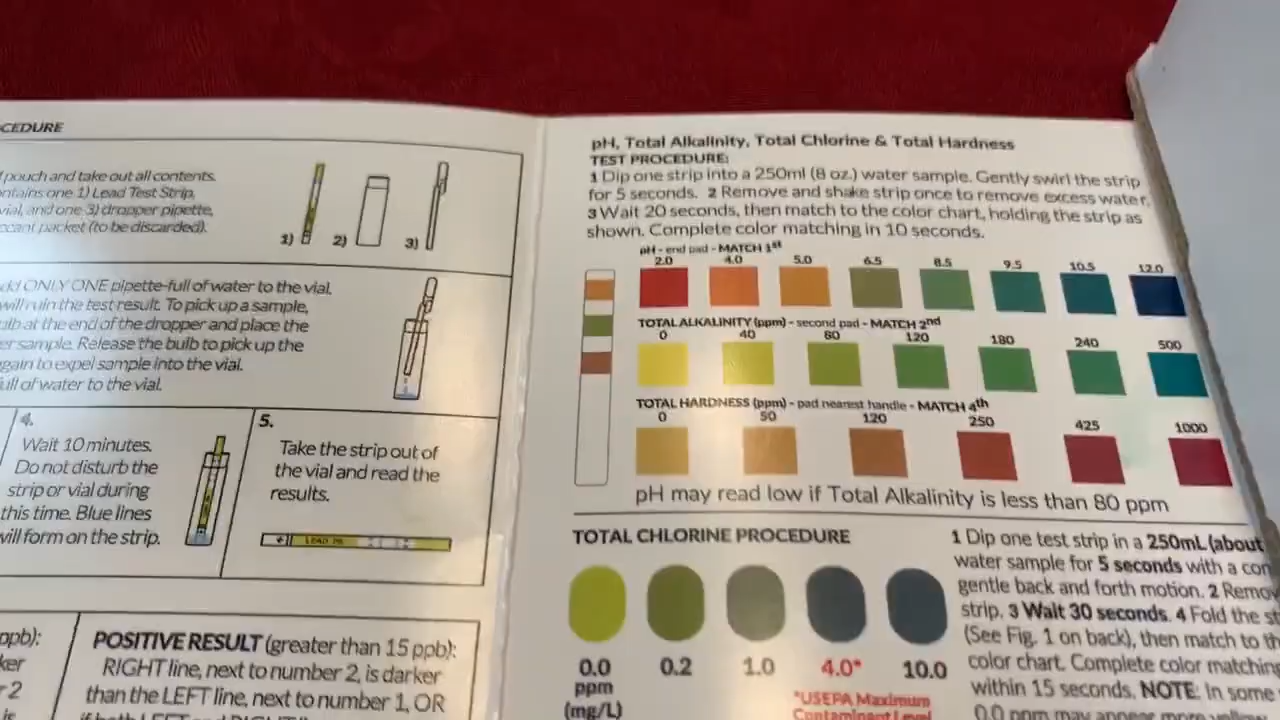 CEDURE
pouch and take out all contents.
ntains one 1) Lead Test Strip,
vial, and one 3) dropper pipette,
ccant packet (to be discarded).
1) 2) 3)
dd ONLY ONE pipette-full of water to the vial.
will ruin the test result. To pick up a sample,
ulb at the end of the dropper and place the
er sample. Release the bulb to pick up the
gain to expel sample into the vial.
ull of water to the vial.
4.
Wait 10 minutes.
Do not disturb the
strip or vial during
this time. Blue lines
will form on the strip.
5.
Take the strip out of
the vial and read the
results.
ppb):
ker
r 2
is
POSITIVE RESULT (greater than 15 ppb):
RIGHT line, next to number 2, is darker
than the LEFT line, next to number 1, OR
pH, Total Alkalinity, Total Chlorine & Total Hardness
TEST PROCEDURE:
1 Dip one strip into a 250ml (8 oz.) water sample. Gently swirl the strip
for 5 seconds. 2 Remove and shake strip once to remove excess water.
3 Wait 20 seconds, then match to the color chart, holding the strip as
shown. Complete color matching in 10 seconds.
pH - end pad - MATCH 1st
2.0 4.0 5.0 6.5 8.5 9.5 10.5 12.0
TOTAL ALKALINITY (ppm) - second pad - MATCH 2nd
0 40 80 120 180 240 500
TOTAL HARDNESS (ppm) - pad nearest handle - MATCH 4th
0 50 120 250 425 1000
pH may read low if Total Alkalinity is less than 80 ppm
TOTAL CHLORINE PROCEDURE
0.0 0.2 1.0 4.0* 10.0
ppm
(mg/L)
*USEPA Maximum
Contaminant Level
1 Dip one test strip in a 250mL (about
water sample for 5 seconds with a con
gentle back and forth motion. 2 Remov
strip. 3 Wait 30 seconds. 4 Fold the st
(See Fig. 1 on back), then match to th
color chart. Complete color matching
within 15 seconds. NOTE: In some
0.0 ppm may appear more yellow